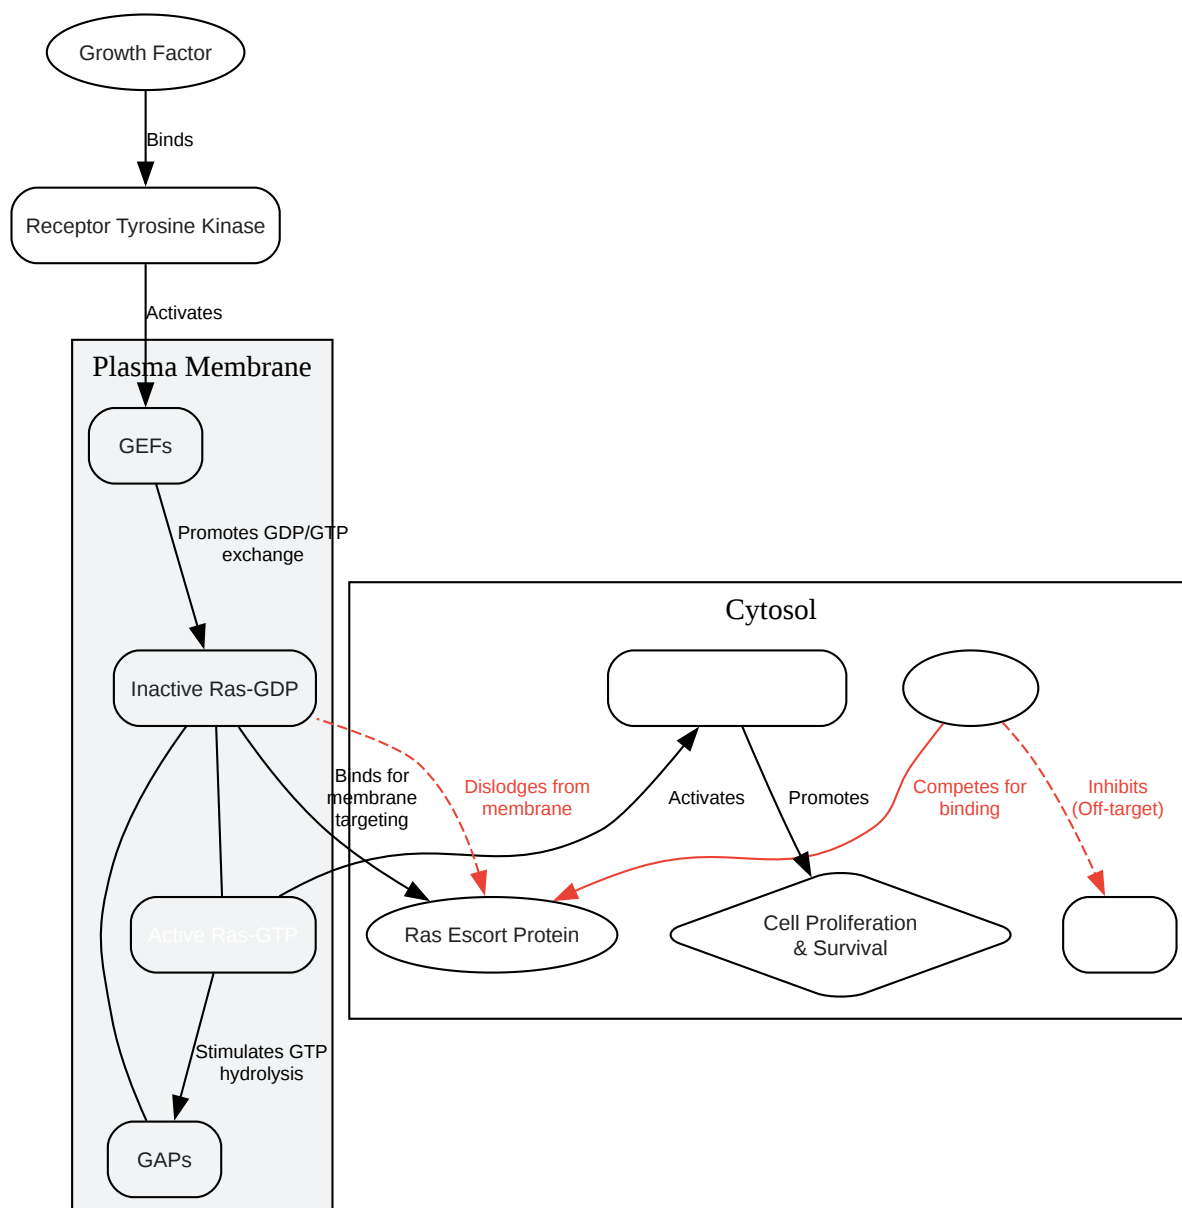 Growth Factor
Binds
Receptor Tyrosine Kinase
Activates
Plasma Membrane
GEFs
Promotes GDP/GTP
exchange
Cytosol
Inactive Ras-GDP
Binds for
membrane
targeting
Dislodges from
membrane
Activates
Promotes
Competes for
binding
Inhibits
(Off-target)
Active Ras-GTP
Ras Escort Protein
Cell Proliferation
& Survival
Stimulates GTP
hydrolysis
GAPs